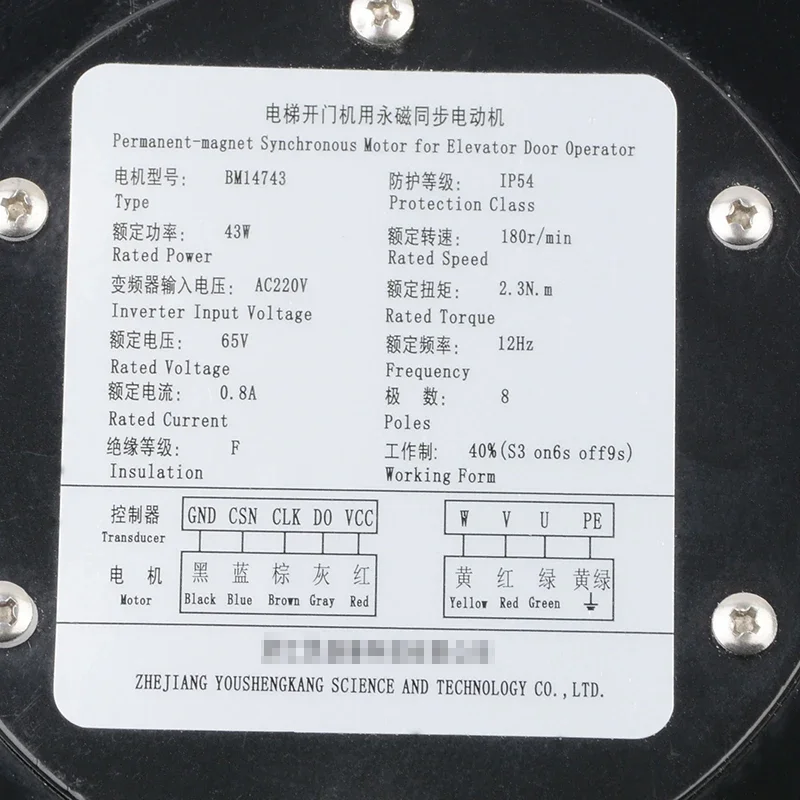 电梯开门机用永磁同步电动机
Permanent-magnet Synchronous Motor for Elevator Door Operator
电机型号: BM14743 防护等级: IP54
Type Protection Class
额定功率: 43W 额定转速: 180r/min
Rated Power Rated Speed
变频器输入电压: AC220V 额定扭矩: 2.3N.m
Inverter Input Voltage Rated Torque
额定电压: 65V 额定频率: 12Hz
Rated Voltage Frequency
额定电流: 0.8A 极 数: 8
Rated Current Poles
绝缘等级: F 工作制: 40%(S3 on6s off9s)
Insulation Working Form
控制器 GND CSN CLK DO VCC W V U PE
Transducer
电 机 黑 蓝 棕 灰 红 黄 红 绿 黄绿
Motor Black Blue Brown Gray Red Yellow Red Green
ZHEJIANG YOUSHENGKANG SCIENCE AND TECHNOLOGY CO.,LTD.